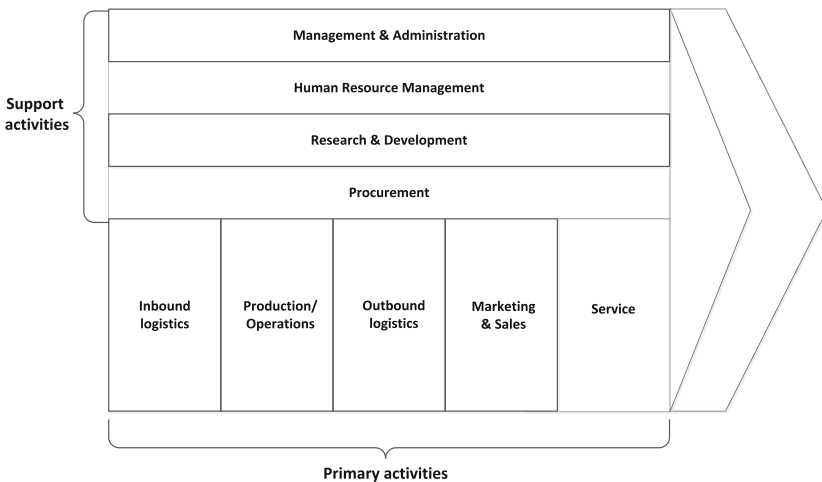 Management & Administration
Human Resource Management
Support
activities
Research & Development
Procurement
Inbound
logistics
Production/
Operations
Outbound
logistics
Marketing
& Sales
Service
Primary activities